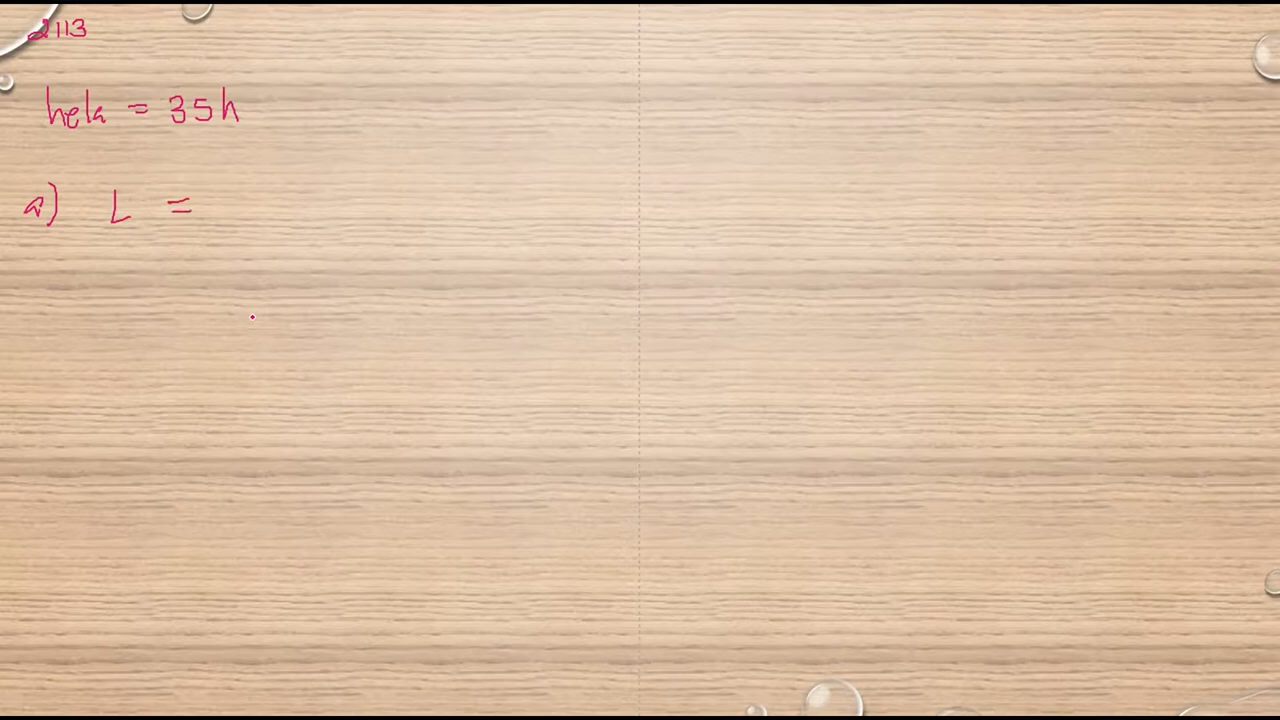 2113
hela = 35h
a) L =